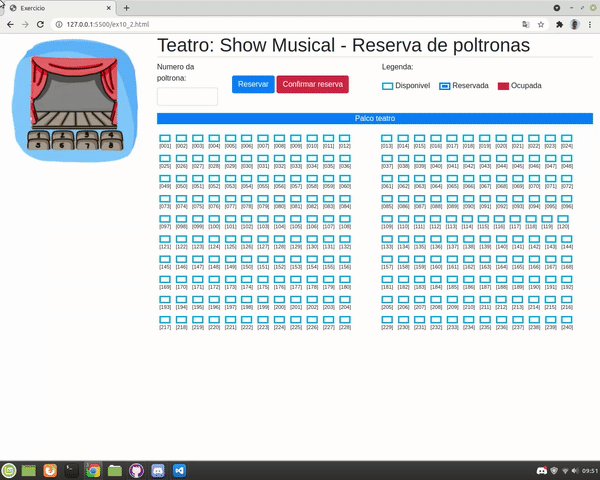 Exercicio
127.0.0.1:5500/ex10_2.html
Teatro: Show Musical - Reserva de poltronas
Numero da
poltrona:
Reservar
Confirmar reserva
Legenda:
Disponivel
Reservada
Ocupada
Palco teatro
[001] [002] [003] [004] [005] [006] [007] [008] [009] [010] [011] [012] [013] [014] [015] [016] [017] [018] [019] [020] [021] [022] [023] [024]
[025] [026] [027] [028] [029] [030] [031] [032] [033] [034] [035] [036] [037] [038] [039] [040] [041] [042] [043] [044] [045] [046] [047] [048]
[049] [050] [051] [052] [053] [054] [055] [056] [057] [058] [059] [060] [061] [062] [063] [064] [065] [066] [067] [068] [069] [070] [071] [072]
[073] [074] [075] [076] [077] [078] [079] [080] [081] [082] [083] [084] [085] [086] [087] [088] [089] [090] [091] [092] [093] [094] [095] [096]
[097] [098] [099] [100] [101] [102] [103] [104] [105] [106] [107] [108] [109] [110] [111] [112] [113] [114] [115] [116] [117] [118] [119] [120]
[121] [122] [123] [124] [125] [126] [127] [128] [129] [130] [131] [132] [133] [134] [135] [136] [137] [138] [139] [140] [141] [142] [143] [144]
[145] [146] [147] [148] [149] [150] [151] [152] [153] [154] [155] [156] [157] [158] [159] [160] [161] [162] [163] [164] [165] [166] [167] [168]
[169] [170] [171] [172] [173] [174] [175] [176] [177] [178] [179] [180] [181] [182] [183] [184] [185] [186] [187] [188] [189] [190] [191] [192]
[193] [194] [195] [196] [197] [198] [199] [200] [201] [202] [203] [204] [205] [206] [207] [208] [209] [210] [211] [212] [213] [214] [215] [216]
[217] [218] [219] [220] [221] [222] [223] [224] [225] [226] [227] [228] [229] [230] [231] [232] [233] [234] [235] [236] [237] [238] [239] [240]
09:51